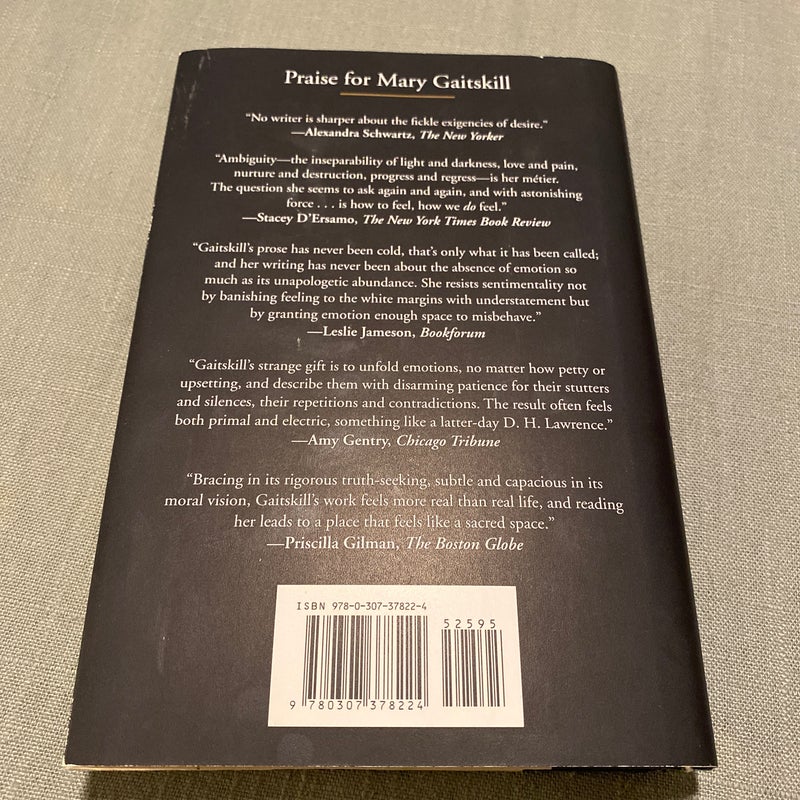 Praise for Mary Gaitskill
“No writer is sharper about the fickle exigencies of desire.”
—Alexandra Schwartz, The New Yorker
“Ambiguity—the inseparability of light and darkness, love and pain,
nurture and destruction, progress and regress—is her métier.
The question she seems to ask again and again, and with astonishing
force . . . is how to feel, how we do feel.”
—Stacey D’Ersamo, The New York Times Book Review
“Gaitskill’s prose has never been cold, that’s only what it has been called;
and her writing has never been about the absence of emotion so
much as its unapologetic abundance. She resists sentimentality not
by banishing feeling to the white margins with understatement but
by granting emotion enough space to misbehave.”
—Leslie Jameson, Bookforum
“Gaitskill’s strange gift is to unfold emotions, no matter how petty or
upsetting, and describe them with disarming patience for their stutters
and silences, their repetitions and contradictions. The result often feels
both primal and electric, something like a latter-day D. H. Lawrence.”
—Amy Gentry, Chicago Tribune
“Bracing in its rigorous truth-seeking, subtle and capacious in its
moral vision, Gaitskill’s work feels more real than real life, and reading
her leads to a place that feels like a sacred space.”
—Priscilla Gilman, The Boston Globe
ISBN 978-0-307-37822-4
52595
9 780307 378224